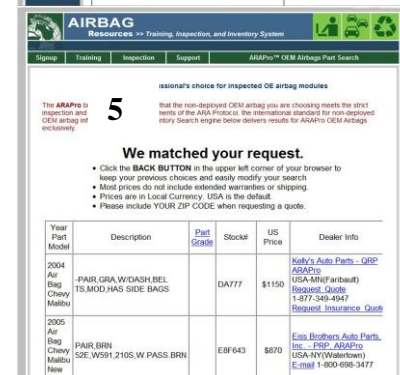 AIRBAG
Resources >> Training, Inspection, and Inventory System
Signup Training Inspection Support ARAPro™ OEM Airbags Part Search
ssional's choice for inspected OE airbag modules
The ARAPro b 5 that the non-deployed OEM airbag you are choosing meets the strict
inspection and ments of the ARA Protocol, the international standard for non-deployed
OEM airbag inf ntory Search engine below delivers results for ARAPro OEM Airbags
exclusively.
We matched your request.
• Click the BACK BUTTON in the upper left corner of your browser to
keep your previous choices and easily modify your search
• Most prices do not include extended warranties or shipping.
• Prices are in Local Currency. USA is the default.
• Please include YOUR ZIP CODE when requesting a quote.
Year
Part
Model
Description
Part
Grade
Stock#
US
Price
Dealer Info
2004
Air
Bag
Chevy
Malibu
-PAIR,GRA,W/DASH,BEL
TS,MOD,HAS SIDE BAGS
DA777
$1150
Kelly's Auto Parts - QRP
ARAPro
USA-MN(Faribault)
Request_Quote
1-877-349-4947
Request_Insurance_Quote
2005
Air
Bag
Chevy
Malibu
New
PAIR,BRN
52E,W591,210S,W.PASS.BRN
E8F643
$870
Eiss Brothers Auto Parts,
Inc. - PRP, ARAPro
USA-NY(Watertown)
E-mail 1-800-698-3477